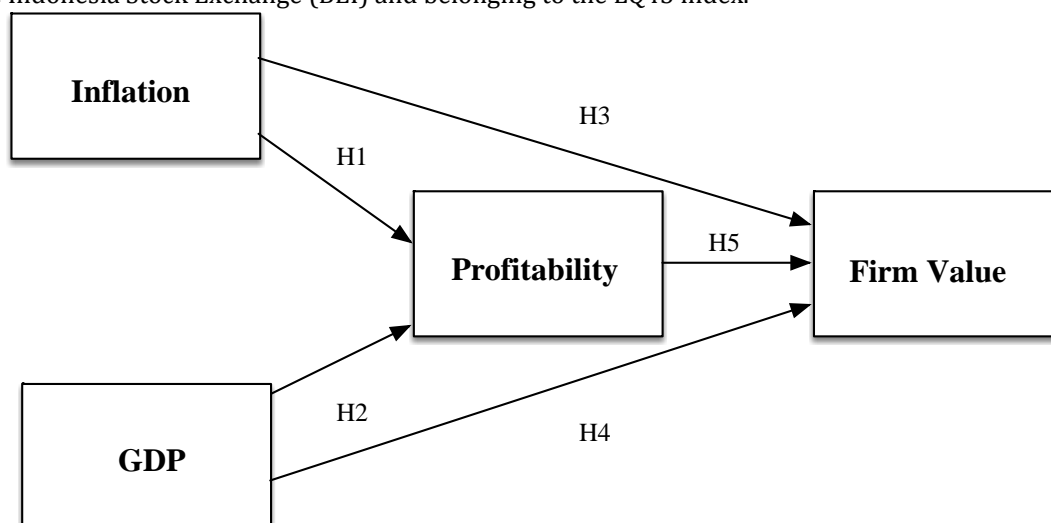 Indonesia Stock Exchange (BEI) and belonging to the LQ45 index.
Inflation
H3
H1
H5
Profitability
Firm Value
H2
H4
GDP